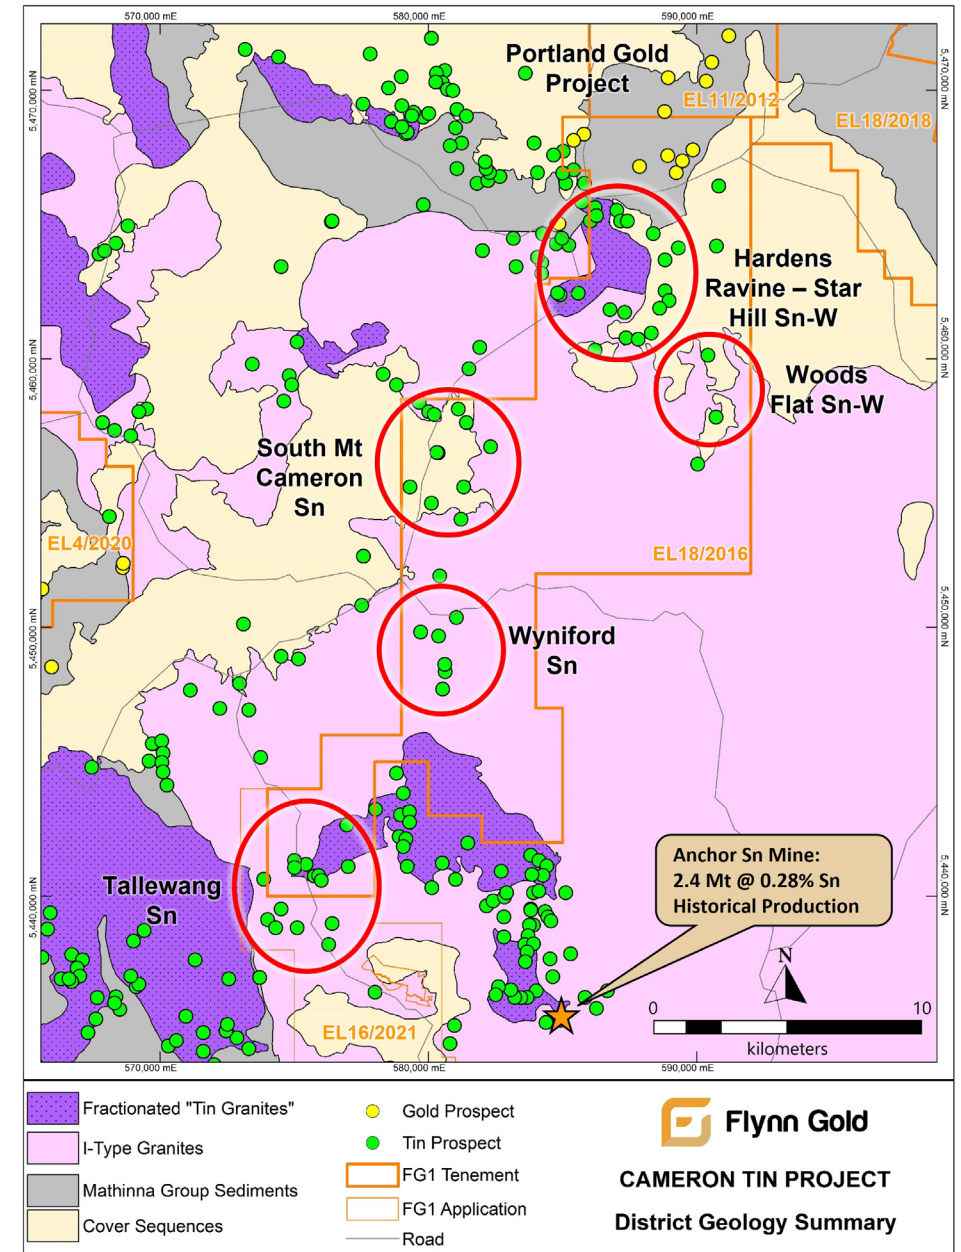 570,000 mE
580,000 mE
590,000 mE
5,470,000 mN
5,470,000 mN
Portland Gold
Project
EL11/2012
EL18/2018
Hardens
Ravine – Star
Hill Sn-W
5,460,000 mN
5,460,000 mN
Woods
Flat Sn-W
South Mt
Cameron
Sn
EL4/2020
EL18/2016
5,450,000 mN
5,450,000 mN
Wyniford
Sn
Anchor Sn Mine:
2.4 Mt @ 0.28% Sn
Historical Production
Tallewang
Sn
5,440,000 mN
5,440,000 mN
N
0
10
kilometers
EL16/2021
570,000 mE
580,000 mE
590,000 mE
Fractionated "Tin Granites"
I-Type Granites
Mathinna Group Sediments
Cover Sequences
Gold Prospect
Tin Prospect
FG1 Tenement
FG1 Application
Road
Flynn Gold
CAMERON TIN PROJECT
District Geology Summary